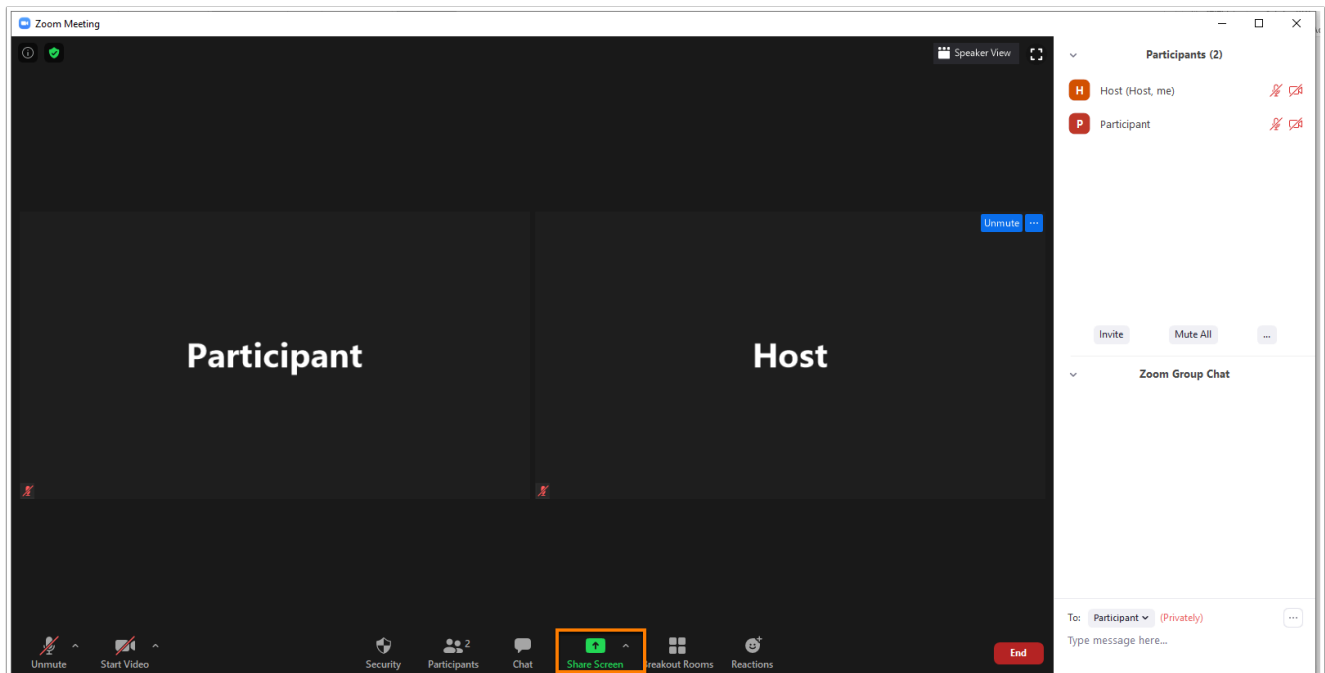 Zoom Meeting
Speaker View
Participants (2)
H Host (Host, me)
P Participant
Unmute ...
Participant
Host
Invite Mute All ...
Zoom Group Chat
To: Participant (Privately) ...
Type message here...
Unmute Start Video Security Participants 2 Chat Share Screen Breakout Rooms Reactions End